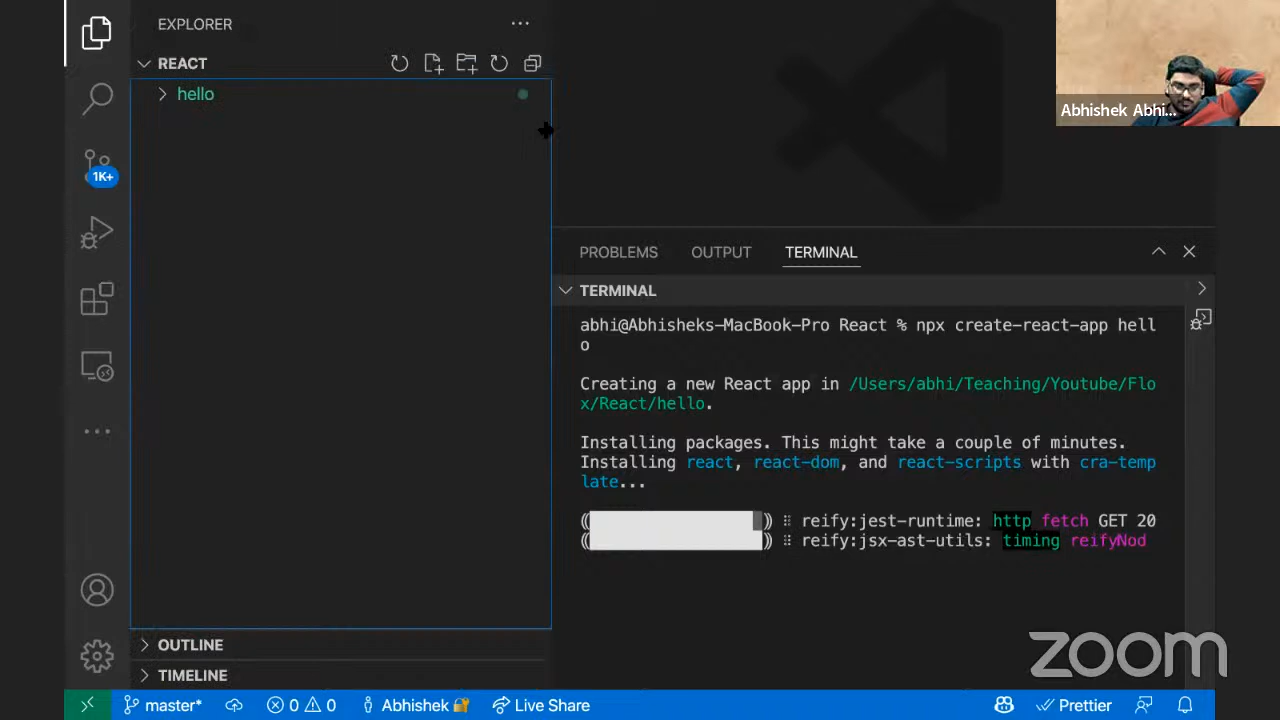 EXPLORER
REACT
hello
1K+
OUTLINE
TIMELINE
Abhishek Abhi...
PROBLEMS OUTPUT TERMINAL
TERMINAL
abhi@Abhisheks-MacBook-Pro React % npx create-react-app hell
o
Creating a new React app in /Users/abhi/Teaching/Youtube/Flo
x/React/hello.
Installing packages. This might take a couple of minutes.
Installing react, react-dom, and react-scripts with cra-temp
late...
(( )) ⠿ reify:jest-runtime: http fetch GET 20
(( )) ⠿ reify:jsx-ast-utils: timing reifyNod
zoom
master* 0 0 Abhishek Live Share Prettier